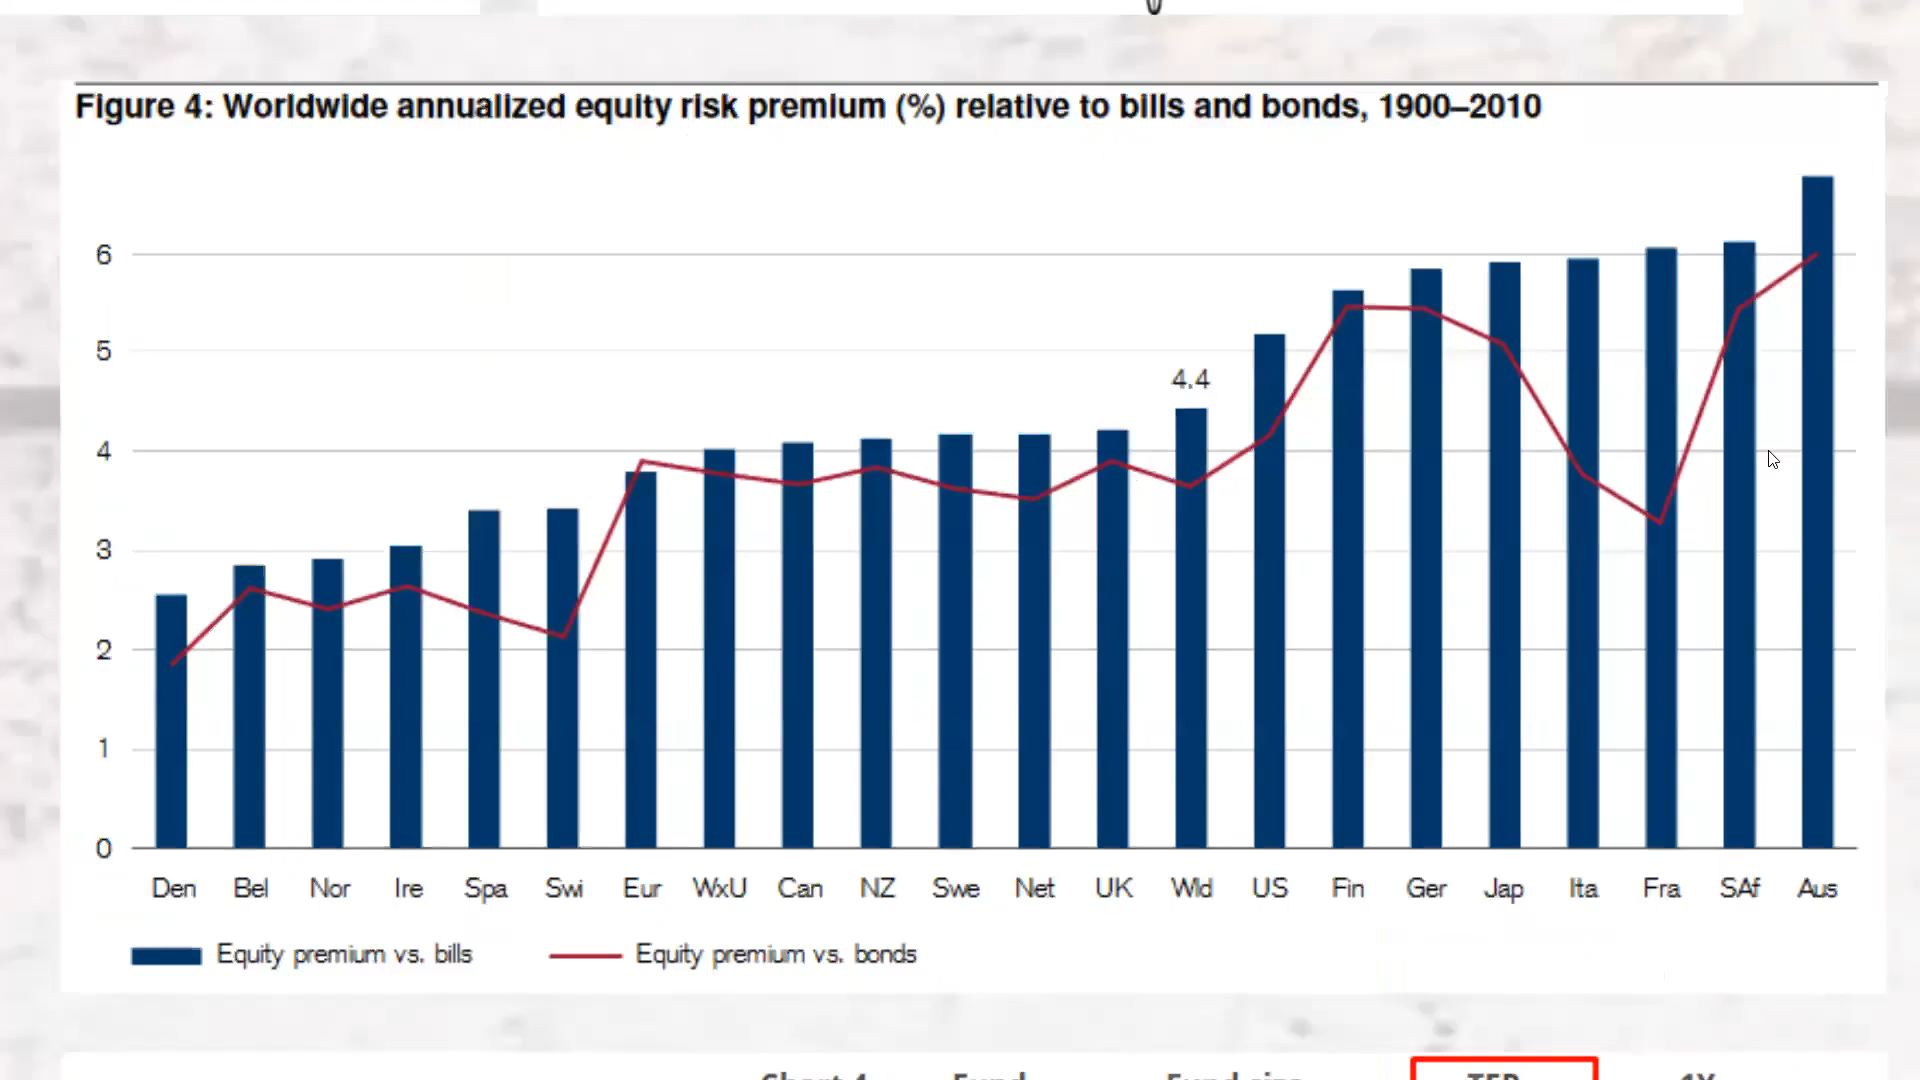 Figure 4: Worldwide annualized equity risk premium (%) relative to bills and bonds, 1900–2010
6
5
4.4
4
3
2
1
0
Den Bel Nor Ire Spa Swi Eur WxU Can NZ Swe Net UK Wld US Fin Ger Jap Ita Fra SAf Aus
Equity premium vs. bills Equity premium vs. bonds